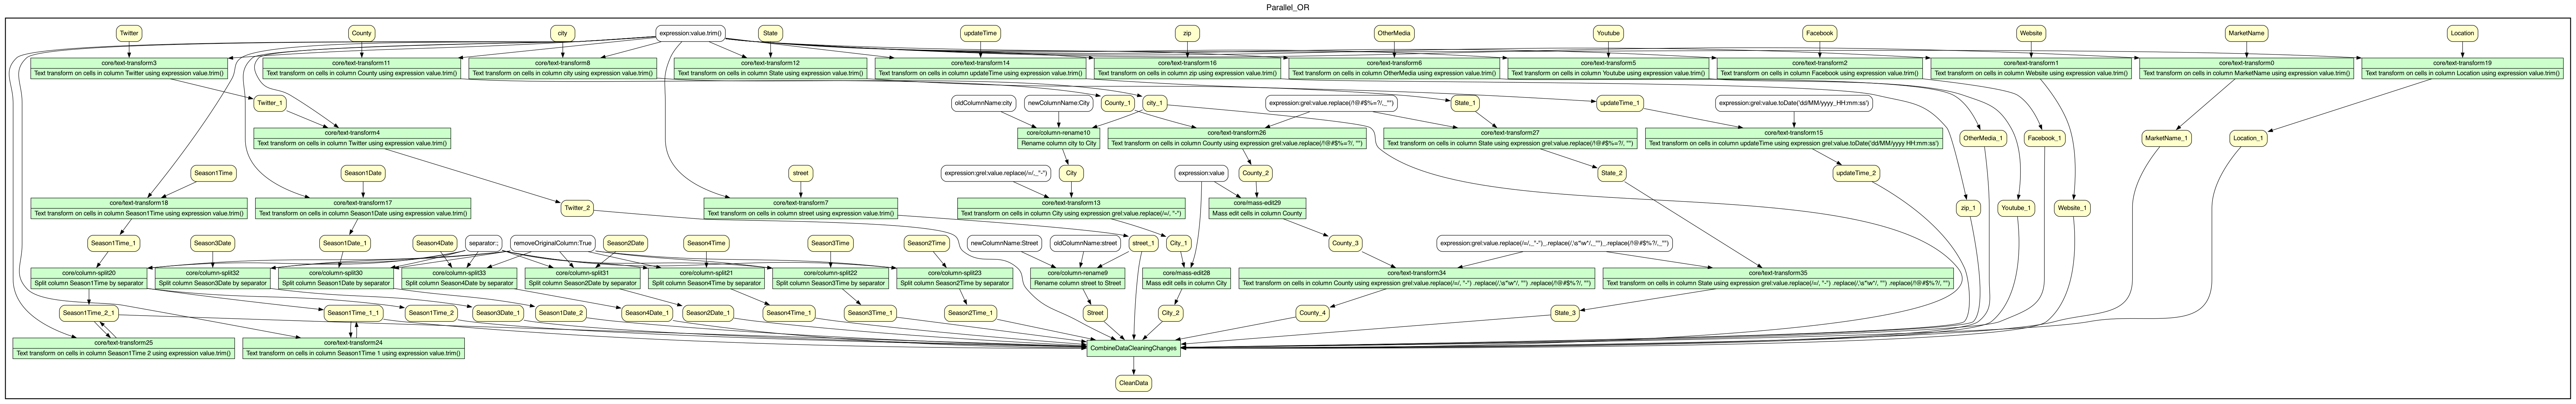 Parallel_OR
Twitter
County
city
expression:value.trim()
State
updateTime
zip
OtherMedia
Youtube
Facebook
Website
MarketName
Location
core/text-transform3
Text transform on cells in column Twitter using expression value.trim()
core/text-transform11
Text transform on cells in column County using expression value.trim()
core/text-transform8
Text transform on cells in column city using expression value.trim()
core/text-transform12
Text transform on cells in column State using expression value.trim()
core/text-transform14
Text transform on cells in column updateTime using expression value.trim()
core/text-transform16
Text transform on cells in column zip using expression value.trim()
core/text-transform6
Text transform on cells in column OtherMedia using expression value.trim()
core/text-transform5
Text transform on cells in column Youtube using expression value.trim()
core/text-transform2
Text transform on cells in column Facebook using expression value.trim()
core/text-transform1
Text transform on cells in column Website using expression value.trim()
core/text-transform0
Text transform on cells in column MarketName using expression value.trim()
core/text-transform19
Text transform on cells in column Location using expression value.trim()
Twitter_1
oldColumnName:city
newColumnName:City
County_1
city_1
expression:grel:value.replace(/!@#$%=?/,_"")
State_1
updateTime_1
expression:grel:value.toDate('dd/MM/yyyy_HH:mm:ss')
core/text-transform4
Text transform on cells in column Twitter using expression value.trim()
core/column-rename10
Rename column city to City
core/text-transform26
Text transform on cells in column County using expression grel:value.replace(/!@#$%=?/, "")
core/text-transform27
Text transform on cells in column State using expression grel:value.replace(/!@#$%=?/, "")
core/text-transform15
Text transform on cells in column updateTime using expression grel:value.toDate('dd/MM/yyyy HH:mm:ss')
OtherMedia_1
Facebook_1
MarketName_1
Location_1
Season1Time
Season1Date
street
expression:grel:value.replace(/=/,_"-")
City
expression:value
County_2
State_2
updateTime_2
core/text-transform18
Text transform on cells in column Season1Time using expression value.trim()
core/text-transform17
Text transform on cells in column Season1Date using expression value.trim()
Twitter_2
core/text-transform7
Text transform on cells in column street using expression value.trim()
core/text-transform13
Text transform on cells in column City using expression grel:value.replace(/=/, "-")
core/mass-edit29
Mass edit cells in column County
zip_1
Youtube_1
Website_1
Season1Time_1
Season3Date
Season1Date_1
Season4Date
separator:;
removeOriginalColumn:True
Season2Date
Season4Time
Season3Time
Season2Time
newColumnName:Street
oldColumnName:street
street_1
City_1
County_3
expression:grel:value.replace(/=/,_"-")_.replace(/,\s*\w*/,_"")_.replace(/!@#$%?/,_"")
core/column-split20
Split column Season1Time by separator
core/column-split32
Split column Season3Date by separator
core/column-split30
Split column Season1Date by separator
core/column-split33
Split column Season4Date by separator
core/column-split31
Split column Season2Date by separator
core/column-split21
Split column Season4Time by separator
core/column-split22
Split column Season3Time by separator
core/column-split23
Split column Season2Time by separator
core/column-rename9
Rename column street to Street
core/mass-edit28
Mass edit cells in column City
core/text-transform34
Text transform on cells in column County using expression grel:value.replace(/=/, "-") .replace(/,\s*\w*/, "") .replace(/!@#$%?/, "")
core/text-transform35
Text transform on cells in column State using expression grel:value.replace(/=/, "-") .replace(/,\s*\w*/, "") .replace(/!@#$%?/, "")
Season1Time_2_1
Season1Time_1_1
Season1Time_2
Season3Date_1
Season1Date_2
Season4Date_1
Season2Date_1
Season4Time_1
Season3Time_1
Season2Time_1
Street
City_2
County_4
State_3
core/text-transform25
Text transform on cells in column Season1Time 2 using expression value.trim()
core/text-transform24
Text transform on cells in column Season1Time 1 using expression value.trim()
CombineDataCleaningChanges
CleanData